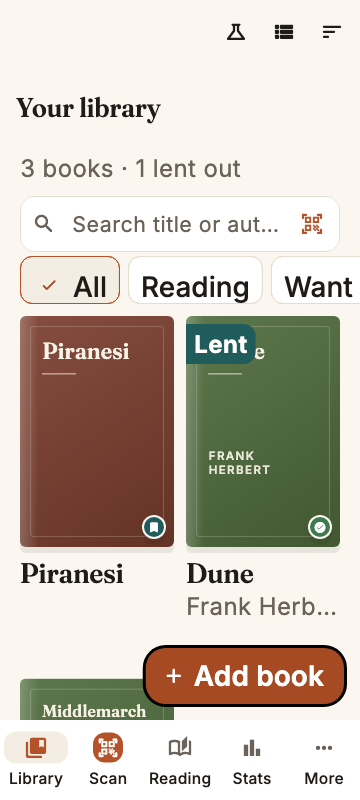 Your library
3 books · 1 lent out
Search title or aut...
All
Reading
Want
Piranesi
Lent
e
FRANK
HERBERT
Piranesi
Dune
Frank Herb...
Middlemarch
+ Add book
Library
Scan
Reading
Stats
More